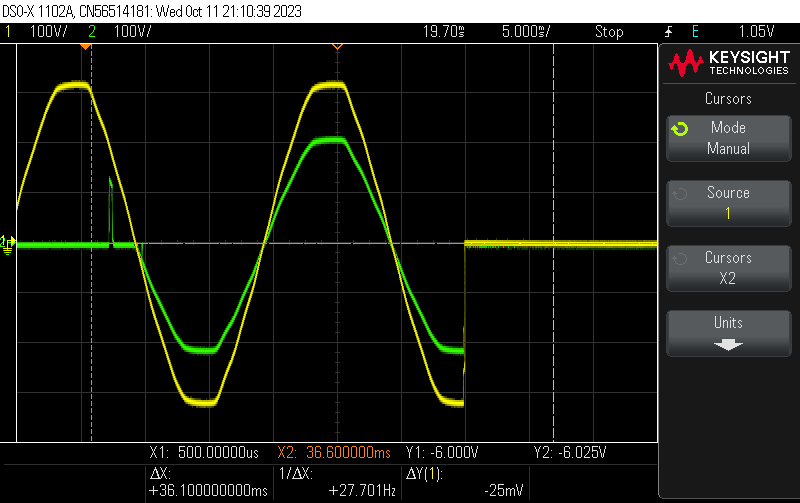 DSO-X 1102A, CN56514181: Wed Oct 11 21:10:39 2023
1 100V/ 2 100V/ 19.70ms 5.000ms/ Stop E 1.05V
KEYSIGHT
TECHNOLOGIES
Cursors
Mode
Manual
Source
1
Cursors
X2
Units
X1: 500.00000us X2: 36.600000ms Y1: -6.000V Y2: -6.025V
ΔX: 1/ΔX: ΔY(1):
+36.100000000ms +27.701Hz -25mV